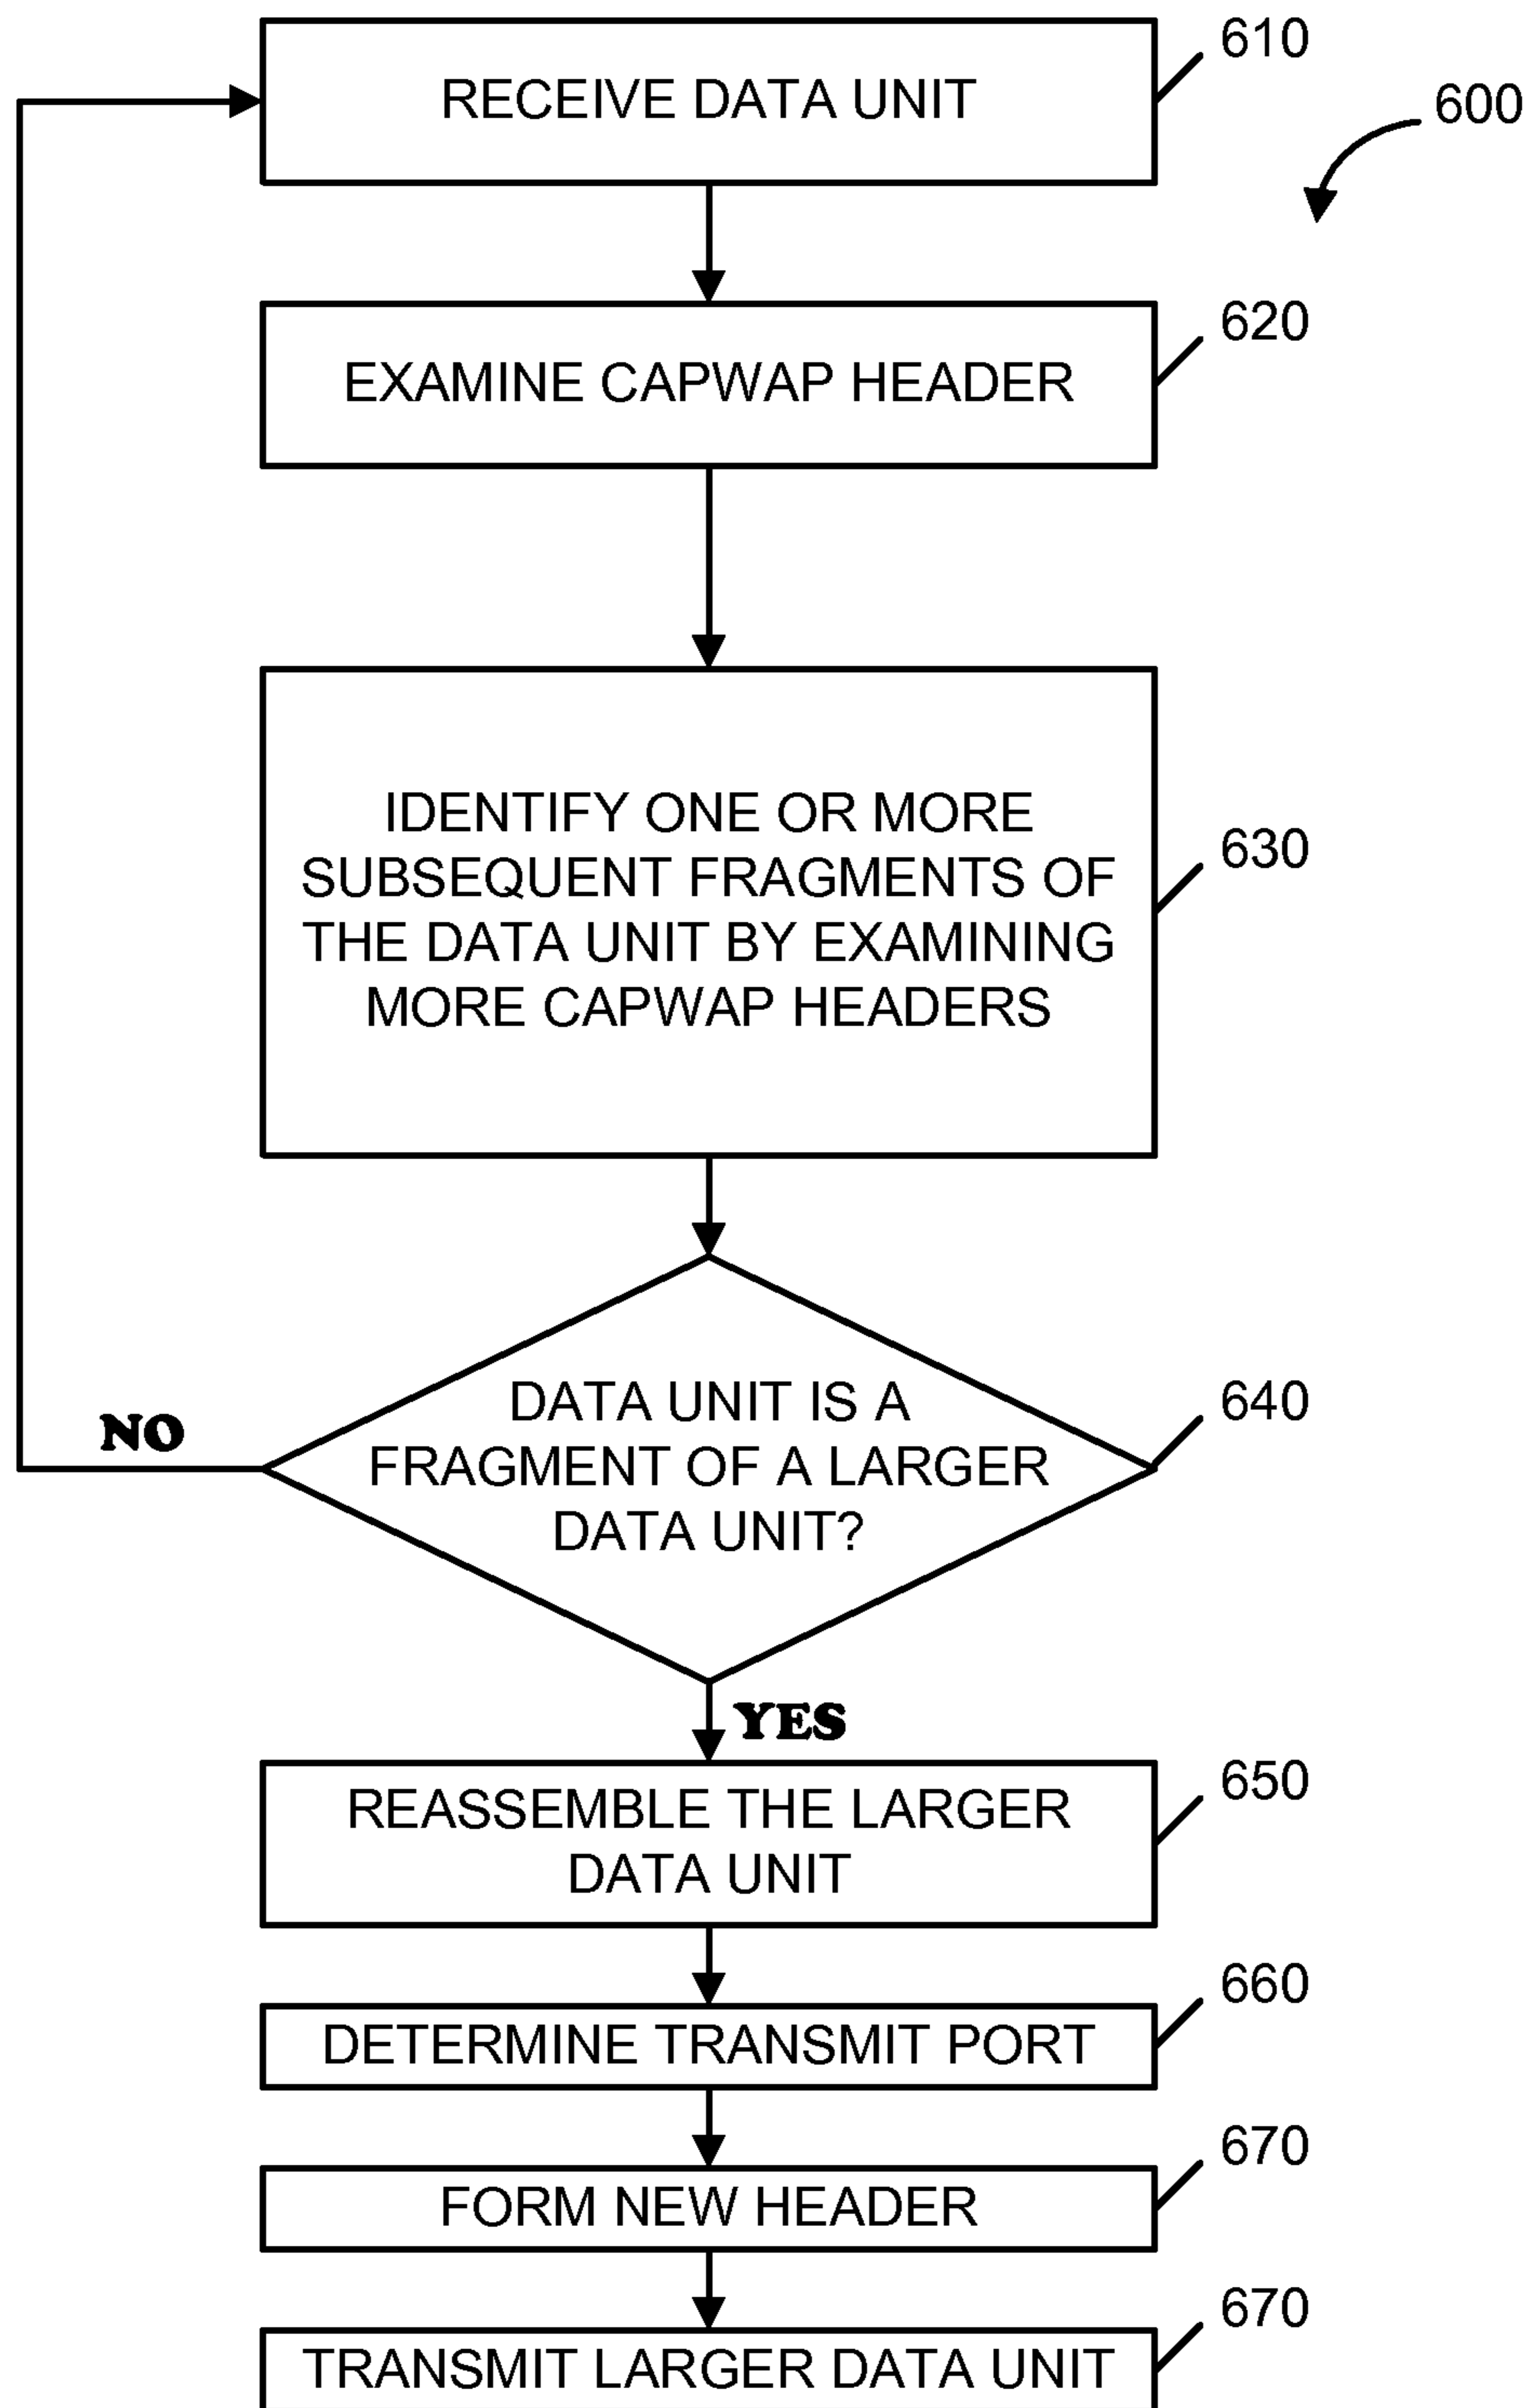 610
RECEIVE DATA UNIT
600
620
EXAMINE CAPWAP HEADER
IDENTIFY ONE OR MORE
SUBSEQUENT FRAGMENTS OF
630
THE DATA UNIT BY EXAMINING
MORE CAPWAP HEADERS
DATA UNIT IS A
640
NO
FRAGMENT OF A LARGER
DATA UNIT?
YES
650
REASSEMBLE THE LARGER
DATA UNIT
660
DETERMINE TRANSMIT PORT
670
FORM NEW HEADER
670
TRANSMIT LARGER DATA UNIT